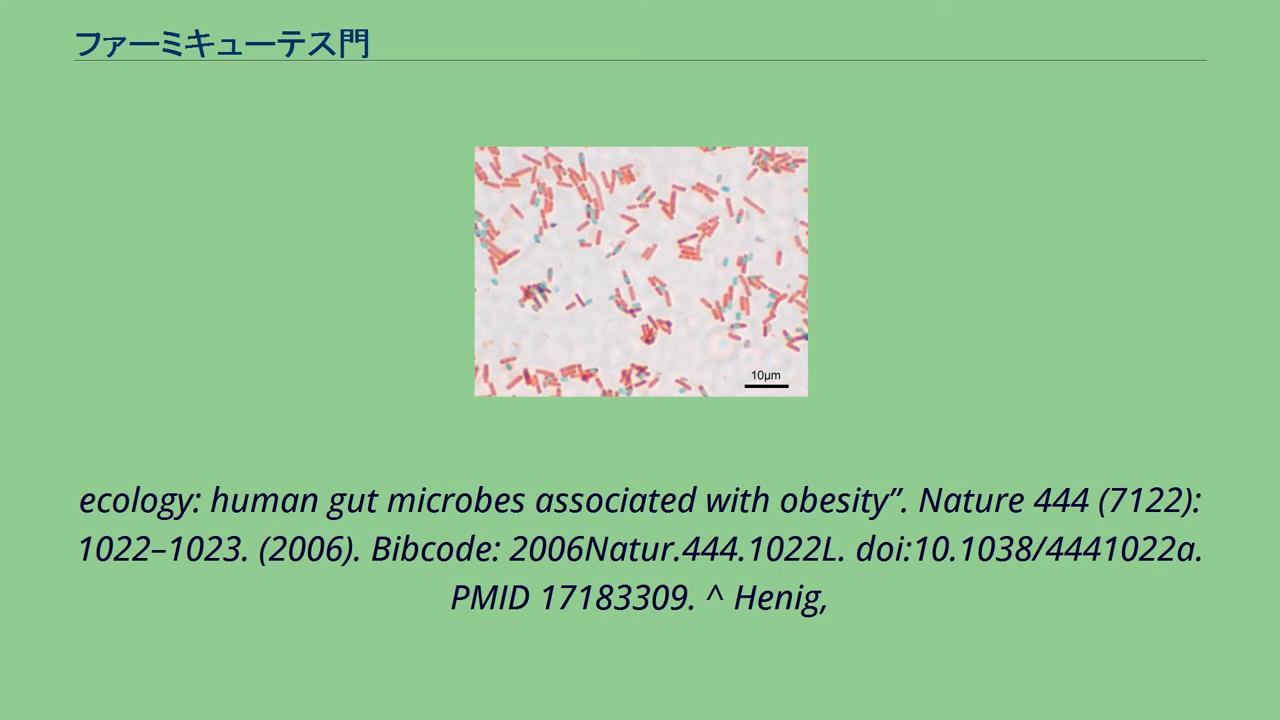 ファーミキューテス門
10μm
ecology: human gut microbes associated with obesity”. Nature 444 (7122):
1022–1023. (2006). Bibcode: 2006Natur.444.1022L. doi:10.1038/4441022a.
PMID 17183309. ^ Henig,